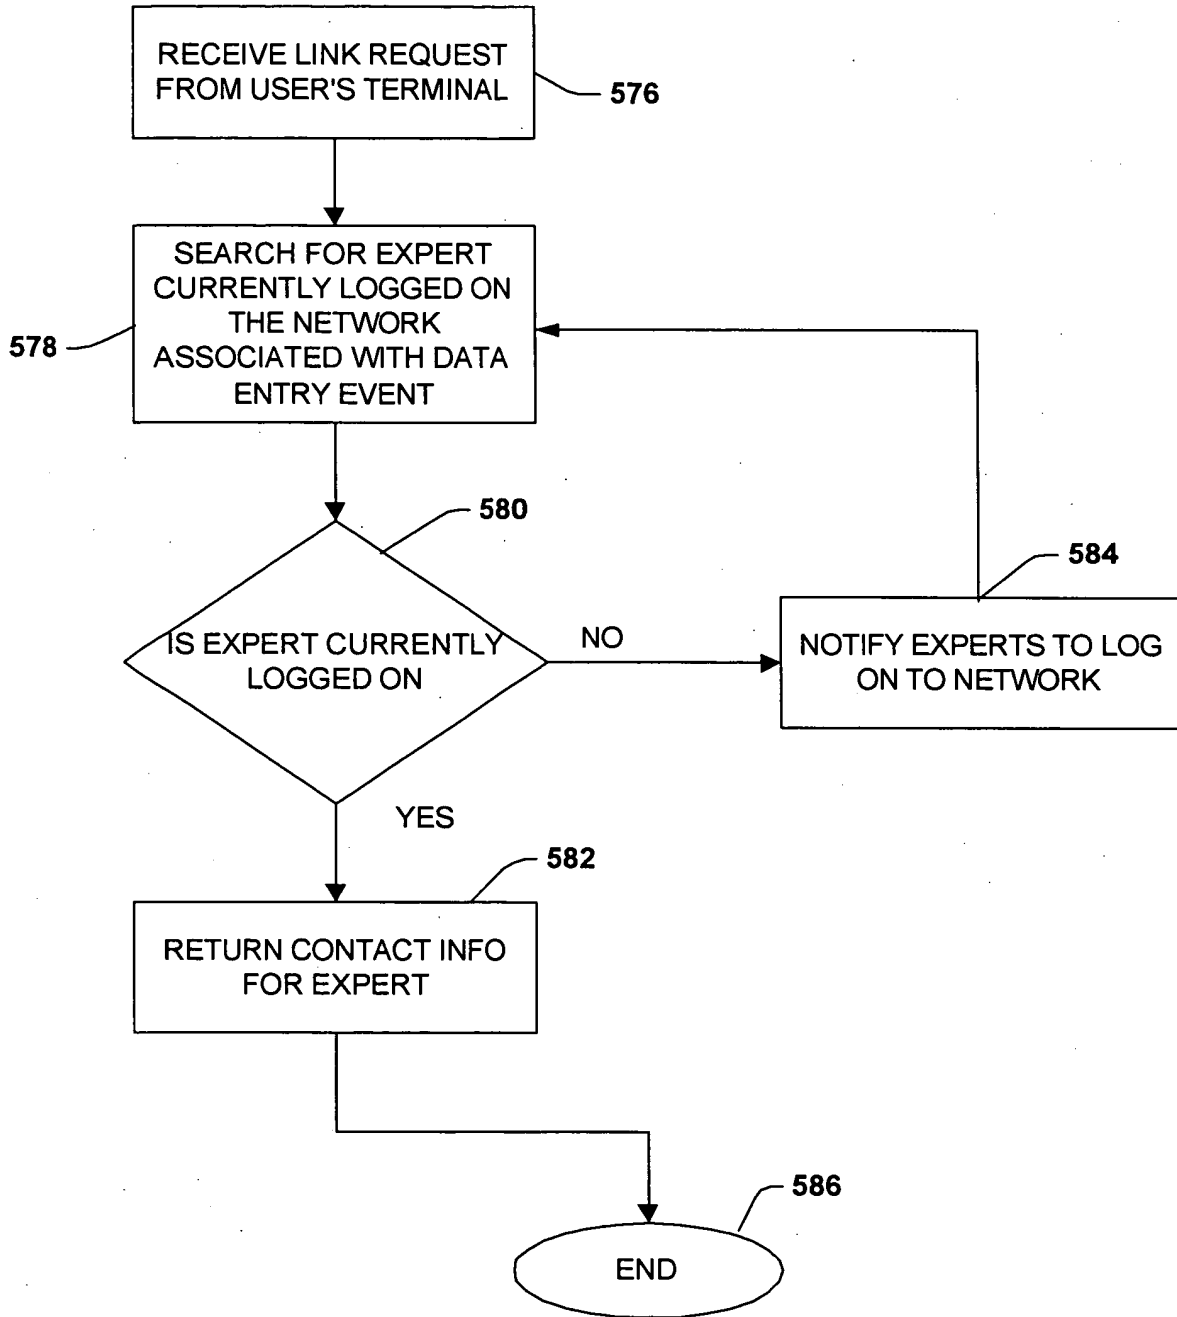 RECEIVE LINK REQUEST
FROM USER'S TERMINAL
576
SEARCH FOR EXPERT
CURRENTLY LOGGED ON
THE NETWORK
ASSOCIATED WITH DATA
ENTRY EVENT
578
580
IS EXPERT CURRENTLY
LOGGED ON
NO
584
NOTIFY EXPERTS TO LOG
ON TO NETWORK
YES
582
RETURN CONTACT INFO
FOR EXPERT
586
END